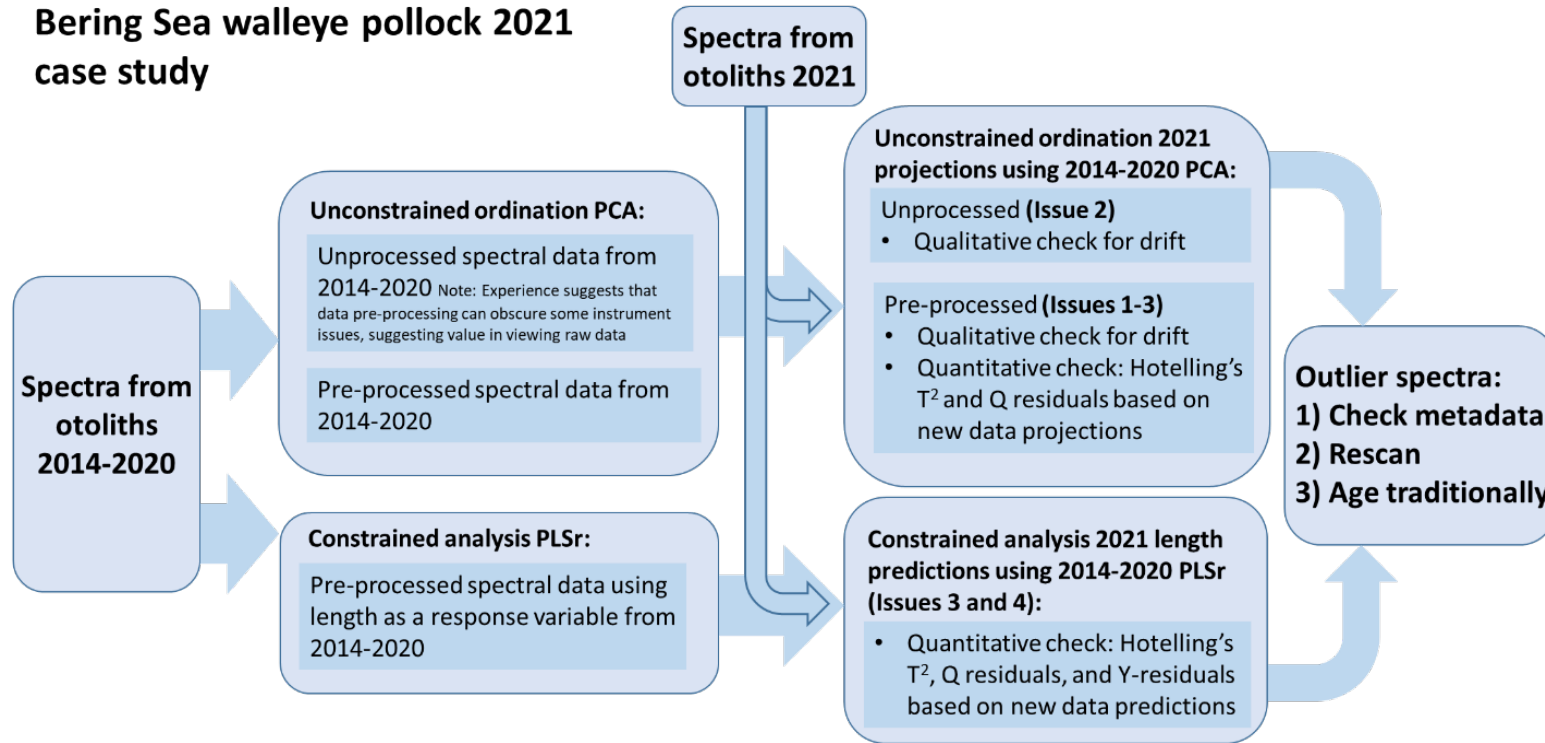 Bering Sea walleye pollock 2021
case study
Spectra from
otoliths 2021
Spectra from
otoliths
2014-2020
Unconstrained ordination PCA:
Unprocessed spectral data from
2014-2020 Note: Experience suggests that
data pre-processing can obscure some instrument
issues, suggesting value in viewing raw data
Pre-processed spectral data from
2014-2020
Constrained analysis PLSr:
Pre-processed spectral data using
length as a response variable from
2014-2020
Unconstrained ordination 2021
projections using 2014-2020 PCA:
Unprocessed (Issue 2)
• Qualitative check for drift
Pre-processed (Issues 1-3)
• Qualitative check for drift
• Quantitative check: Hotelling’s
T² and Q residuals based on
new data projections
Constrained analysis 2021 length
predictions using 2014-2020 PLSr
(Issues 3 and 4):
• Quantitative check: Hotelling’s
T², Q residuals, and Y-residuals
based on new data predictions
Outlier spectra:
1) Check metadata
2) Rescan
3) Age traditionally